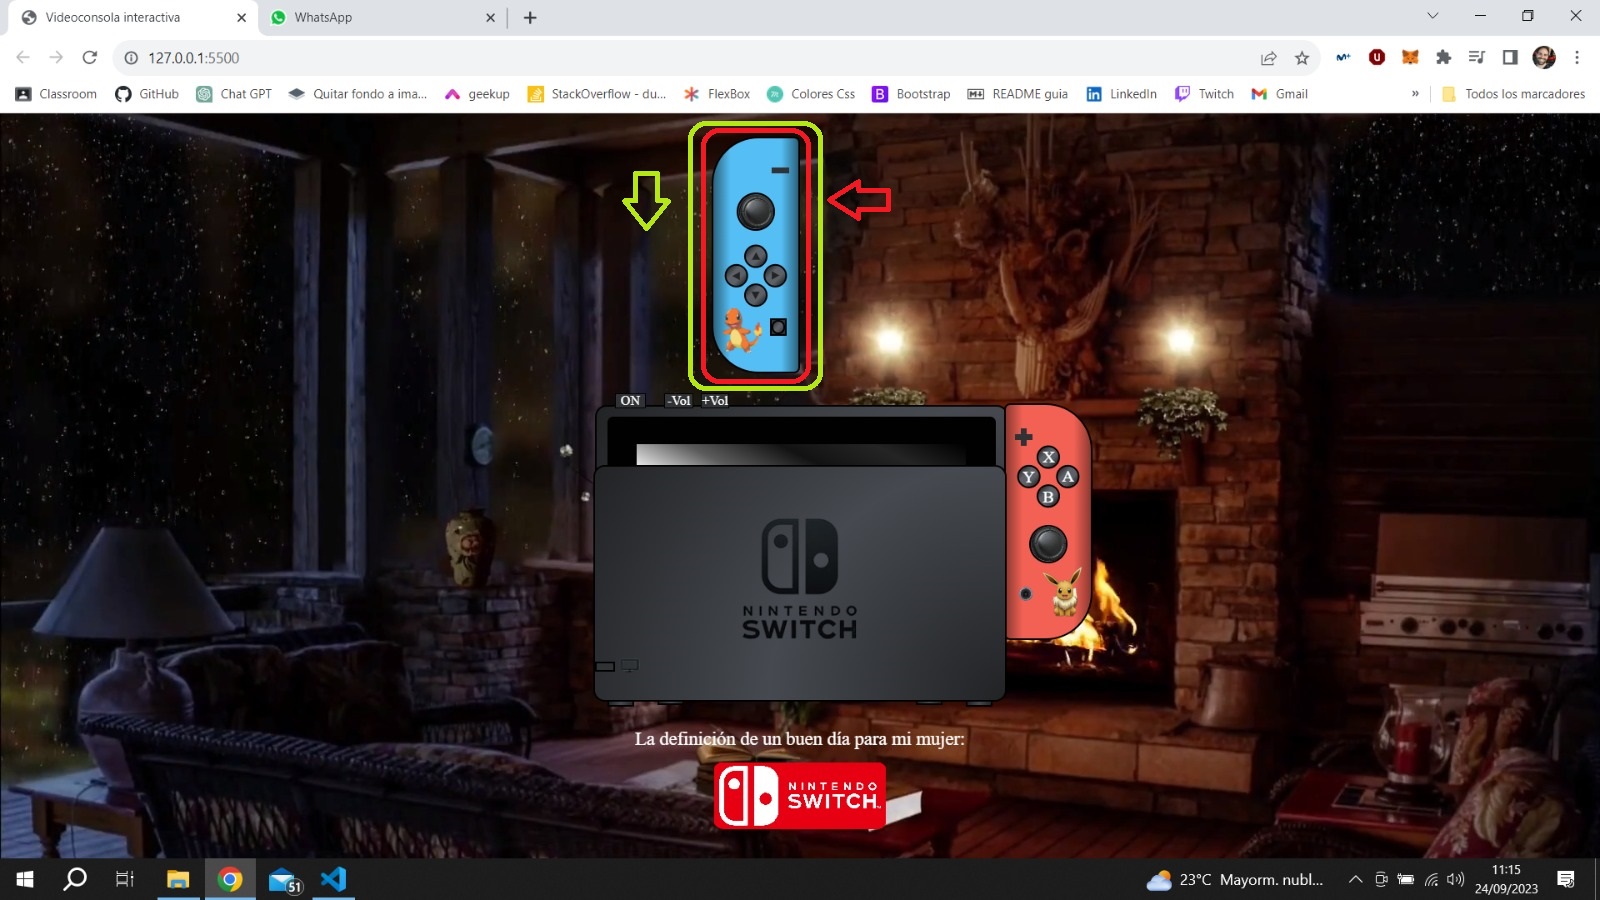 Videoconsola interactiva
WhatsApp
127.0.0.1:5500
Classroom
GitHub
Chat GPT
Quitar fondo a ima...
geekup
StackOverflow - du...
FlexBox
Colores Css
Bootstrap
README guia
LinkedIn
Twitch
Gmail
»
Todos los marcadores
ON
-Vol
+Vol
X
Y
A
B
NINTENDO
SWITCH
La definición de un buen día para mi mujer:
NINTENDO
SWITCH
51
23°C Mayorm. nubl...
11:15
24/09/2023